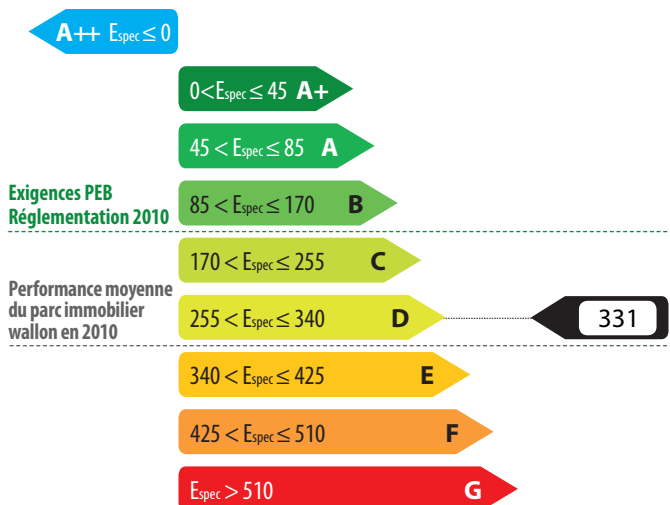 A++ Espec ≤ 0
0<Espec ≤ 45 A+
45 < Espec ≤ 85 A
Exigences PEB
Réglementation 2010
85 < Espec ≤ 170 B
170 < Espec ≤ 255 C
Performance moyenne
du parc immobilier
wallon en 2010
255 < Espec ≤ 340 D
331
340 < Espec ≤ 425 E
425 < Espec ≤ 510 F
Espec > 510 G